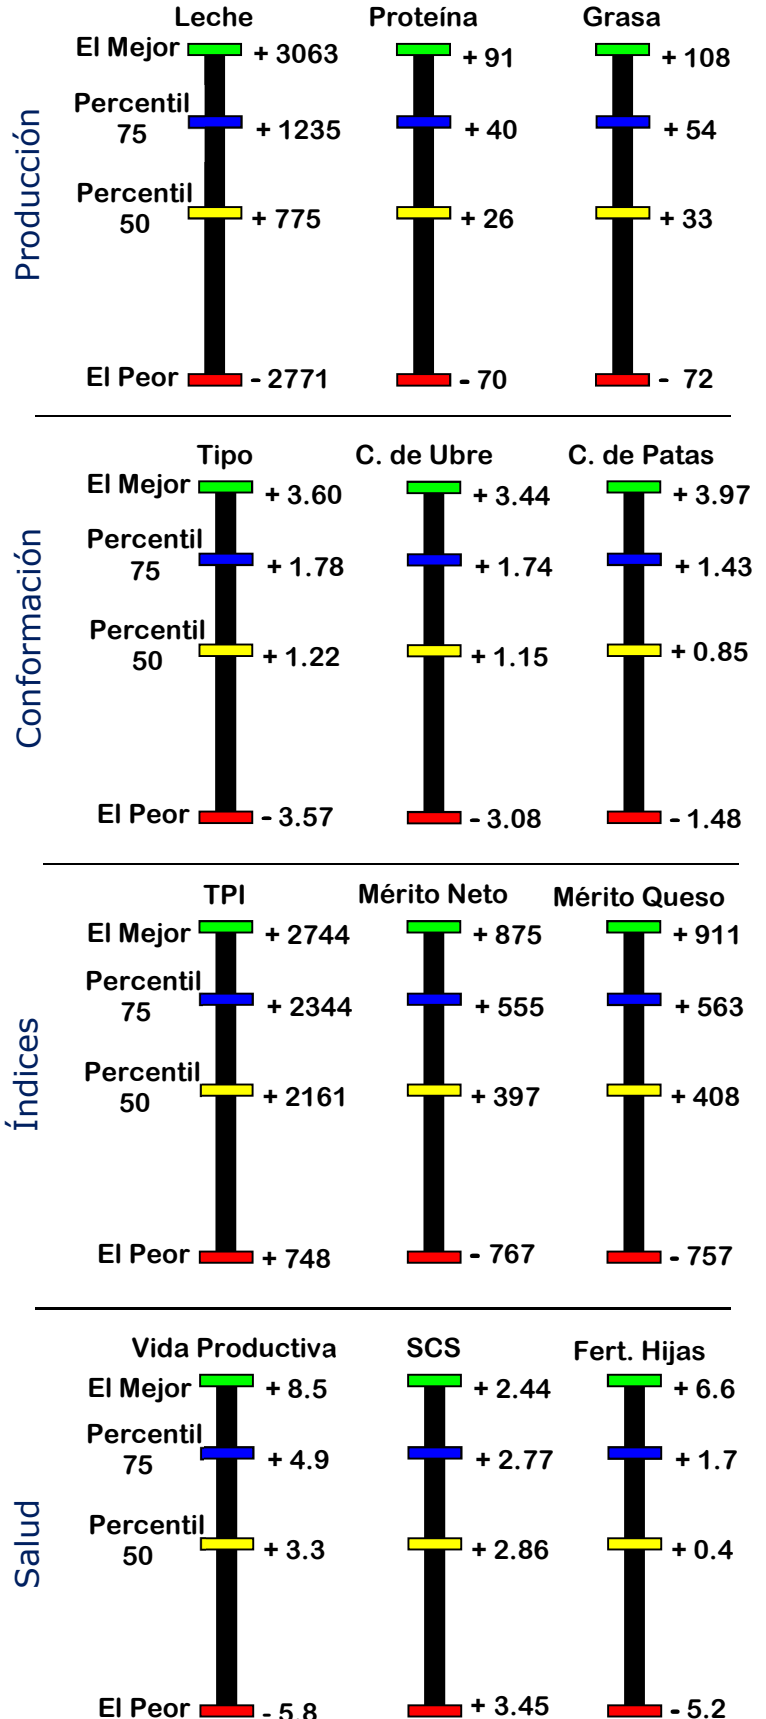 Producción
Leche Proteína Grasa
El Mejor + 3063 + 91 + 108
Percentil
75 + 1235 + 40 + 54
Percentil
50 + 775 + 26 + 33
El Peor - 2771 - 70 - 72
Conformación
Tipo C. de Ubre C. de Patas
El Mejor + 3.60 + 3.44 + 3.97
Percentil
75 + 1.78 + 1.74 + 1.43
Percentil
50 + 1.22 + 1.15 + 0.85
El Peor - 3.57 - 3.08 - 1.48
Índices
TPI Mérito Neto Mérito Queso
El Mejor + 2744 + 875 + 911
Percentil
75 + 2344 + 555 + 563
Percentil
50 + 2161 + 397 + 408
El Peor + 748 - 767 - 757
Salud
Vida Productiva SCS Fert. Hijas
El Mejor + 8.5 + 2.44 + 6.6
Percentil
75 + 4.9 + 2.77 + 1.7
Percentil
50 + 3.3 + 2.86 + 0.4
El Peor - 5.8 + 3.45 - 5.2